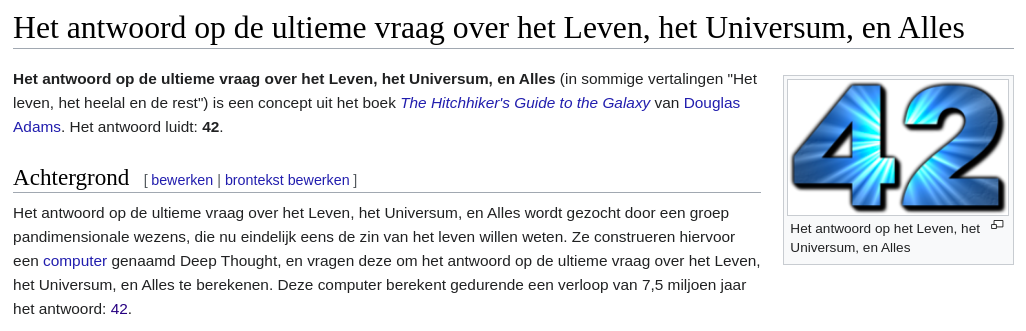 Het antwoord op de ultieme vraag over het Leven, het Universum, en Alles
Het antwoord op de ultieme vraag over het Leven, het Universum, en Alles (in sommige vertalingen "Het
leven, het heelal en de rest") is een concept uit het boek The Hitchhiker's Guide to the Galaxy van Douglas
Adams. Het antwoord luidt: 42.
42
Het antwoord op het Leven, het
Universum, en Alles
Achtergrond [ bewerken | brontekst bewerken ]
Het antwoord op de ultieme vraag over het Leven, het Universum, en Alles wordt gezocht door een groep
pandimensionale wezens, die nu eindelijk eens de zin van het leven willen weten. Ze construeren hiervoor
een computer genaamd Deep Thought, en vragen deze om het antwoord op de ultieme vraag over het Leven,
het Universum, en Alles te berekenen. Deze computer berekent gedurende een verloop van 7,5 miljoen jaar
het antwoord: 42.